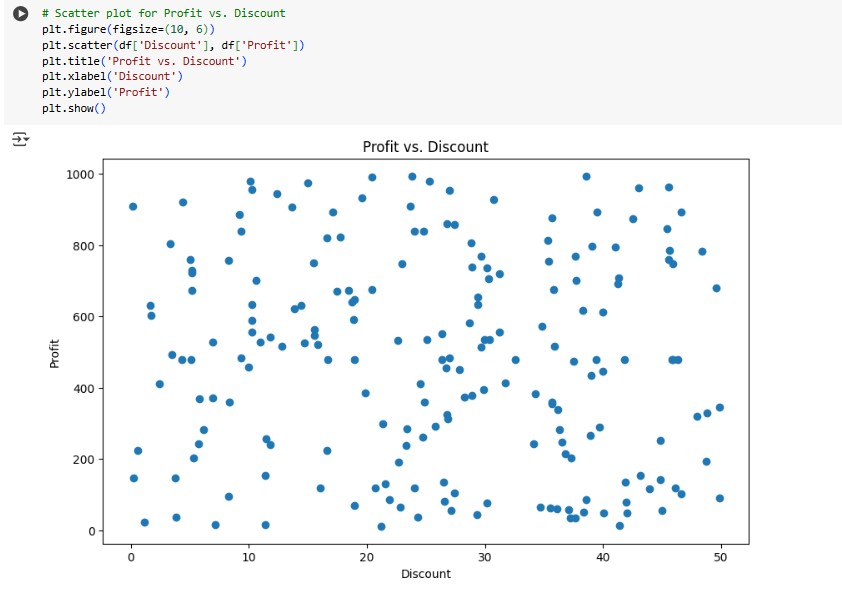 # Scatter plot for Profit vs. Discount
plt.figure(figsize=(10, 6))
plt.scatter(df['Discount'], df['Profit'])
plt.title('Profit vs. Discount')
plt.xlabel('Discount')
plt.ylabel('Profit')
plt.show()
Profit vs. Discount
1000
800
600
400
200
0
Profit
0 10 20 30 40 50
Discount